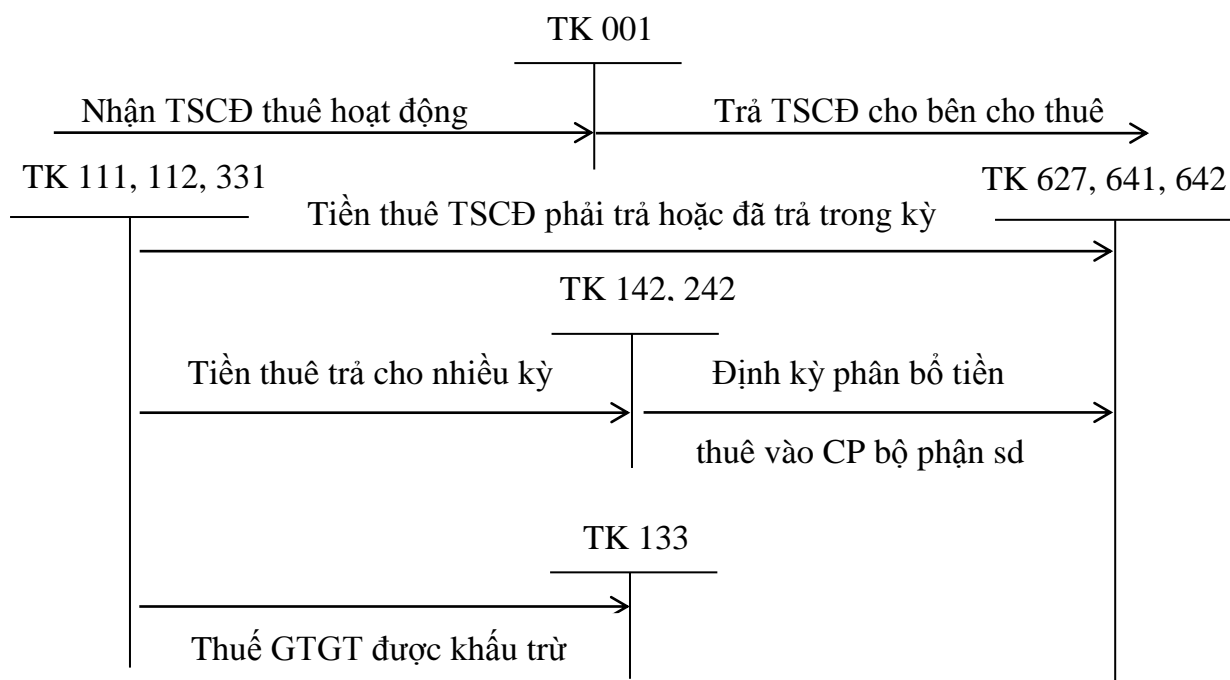 TK 001
Nhận TSCĐ thuê hoạt động
Trả TSCĐ cho bên cho thuê
TK 111, 112, 331
TK 627, 641, 642
Tiền thuê TSCĐ phải trả hoặc đã trả trong kỳ
TK 142, 242
Tiền thuê trả cho nhiều kỳ
Định kỳ phân bổ tiền
thuê vào CP bộ phận sd
TK 133
Thuế GTGT được khấu trừ